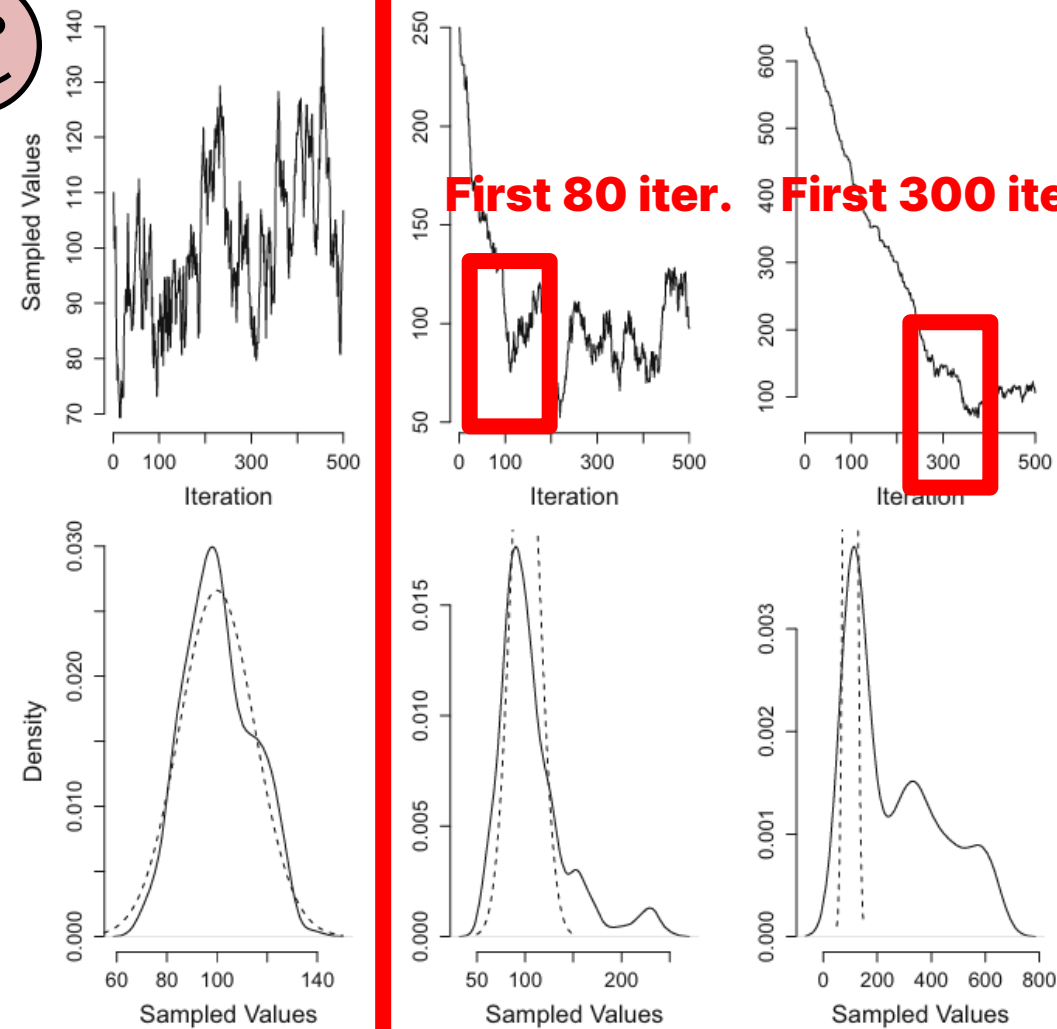 140
130
120
110
100
90
80
70
Sampled Values
0 100 300 500
Iteration
250
200
150
100
50
First 80 iter.
0 100 300 500
Iteration
600
500
400
300
200
100
First 300 ite
0 100 300 500
Iteration
0.030
0.020
0.010
0.000
Density
60 80 100 140
Sampled Values
0.015
0.010
0.005
0.000
50 100 200
Sampled Values
0.003
0.002
0.001
0.000
0 200 400 600 800
Sampled Values